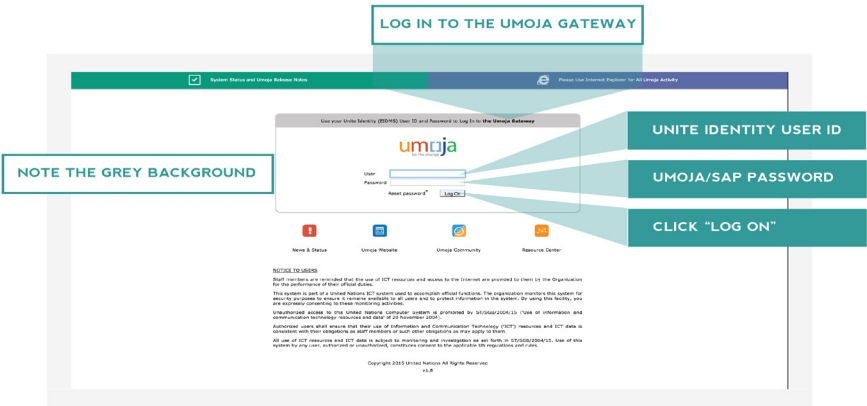 LOG IN TO THE UMOJA GATEWAY
System Status and Umoja Release Notes
Please Use Internet Explorer for All Umoja Activity
Use your Unite Identity (EIDMS) User ID and Password to Log In to the Umoja Gateway
UNITE IDENTITY USER ID
umoja
be the change
NOTE THE GREY BACKGROUND
User
UMOJA/SAP PASSWORD
Password
Reset password* Log On
CLICK “LOG ON”
News & Status Umoja Website Umoja Community Resource Center
NOTICE TO USERS
Staff members are reminded that the use of ICT resources and access to the Internet are provided to them by the Organization
for the performance of their official duties.
This system is part of a United Nations ICT system used to accomplish official functions. The organization monitors this system for
security purposes to ensure it remains available to all users and to protect information in the system. By using this facility, you
are expressly consenting to these monitoring activities.
Unauthorized access to this United Nations Computer System is prohibited by ST/SGB/2004/15 ("Use of information and
communication technology resources and data" of 29 November 2004).
Authorized users shall ensure that their use of Information and Communication Technology ("ICT") resources and ICT data is
consistent with their obligations as staff members or such other obligations as may apply to them.
All use of ICT resources and ICT data is subject to monitoring and investigation as set forth in ST/SGB/2004/15. Use of this
system by any user, authorized or unauthorized, constitutes consent to the applicable UN regulations and rules
Copyright 2015 United Nations All Rights Reserved
v1.6